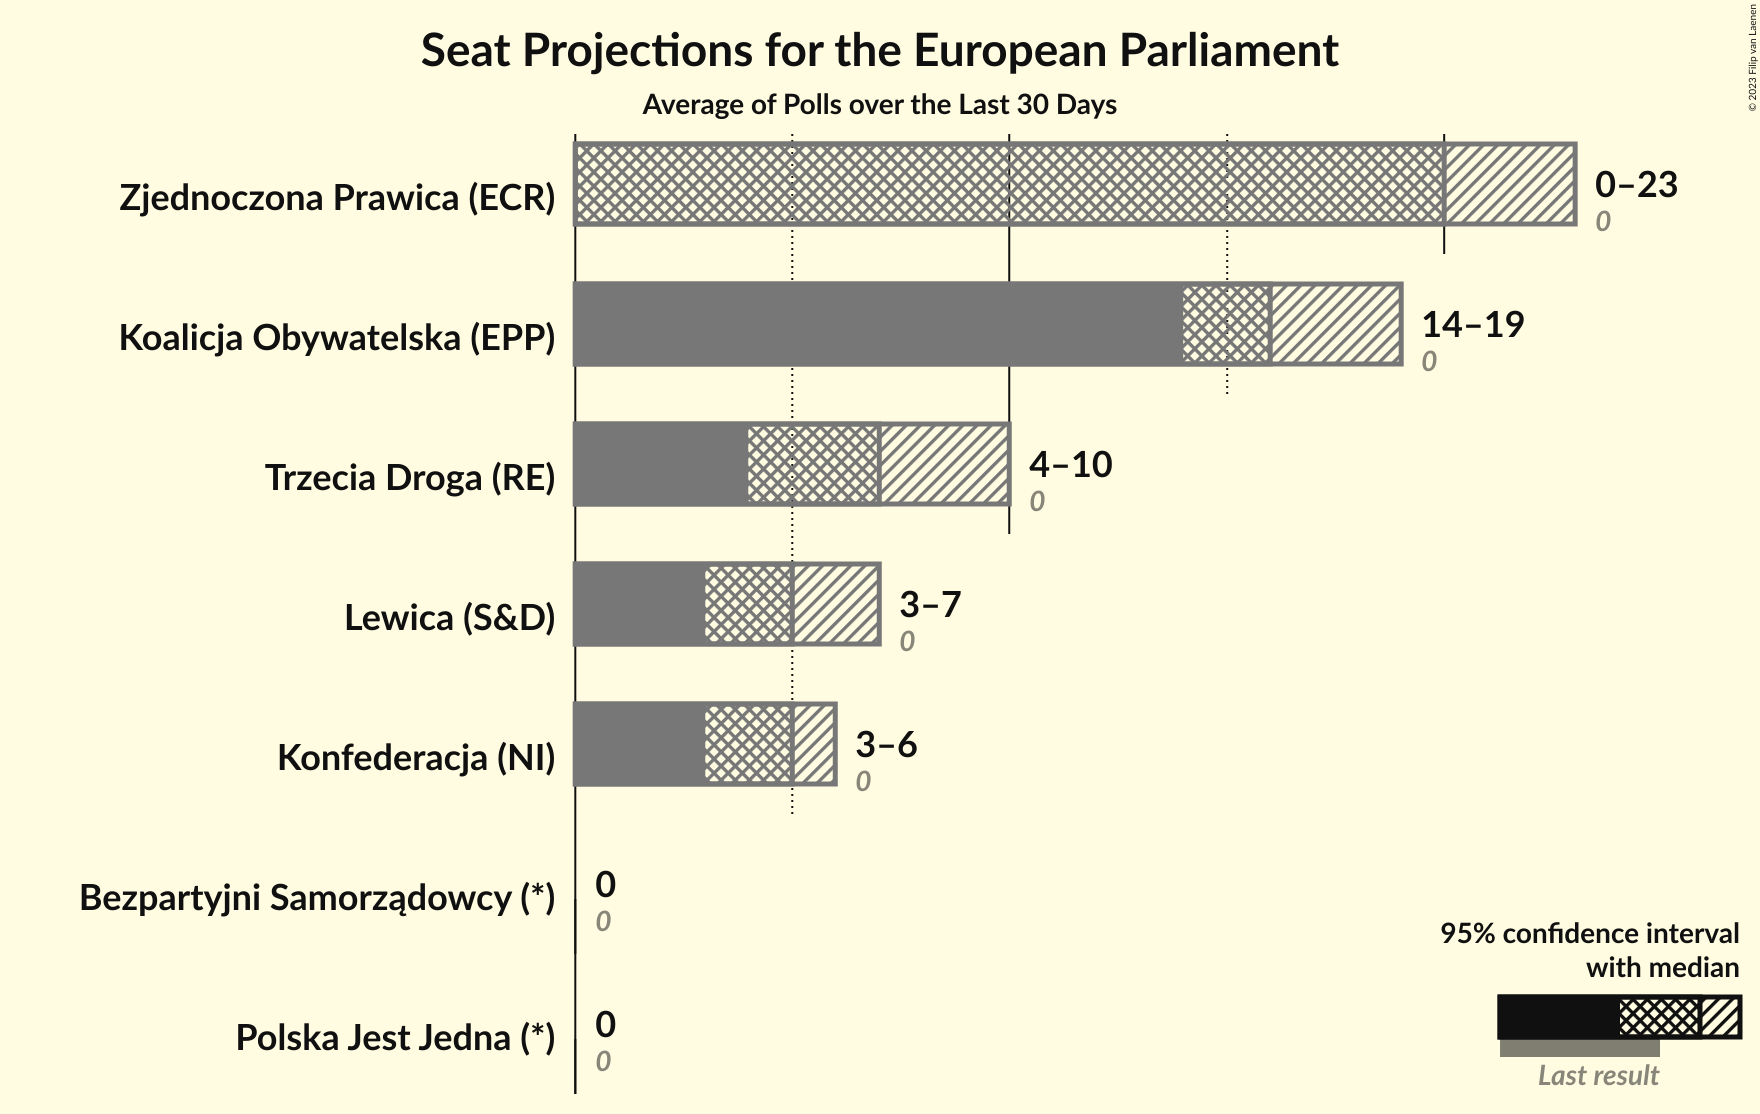 Seat Projections for the European Parliament
Average of Polls over the Last 30 Days
© 2023 Filip van Laenen
Zjednoczona Prawica (ECR)
0–23
0
Koalicja Obywatelska (EPP)
14–19
0
Trzecia Droga (RE)
4–10
0
Lewica (S&D)
3–7
0
Konfederacja (NI)
3–6
0
Bezpartyjni Samorządowcy (*)
0
0
Polska Jest Jedna (*)
0
0
95% confidence interval
with median
Last result